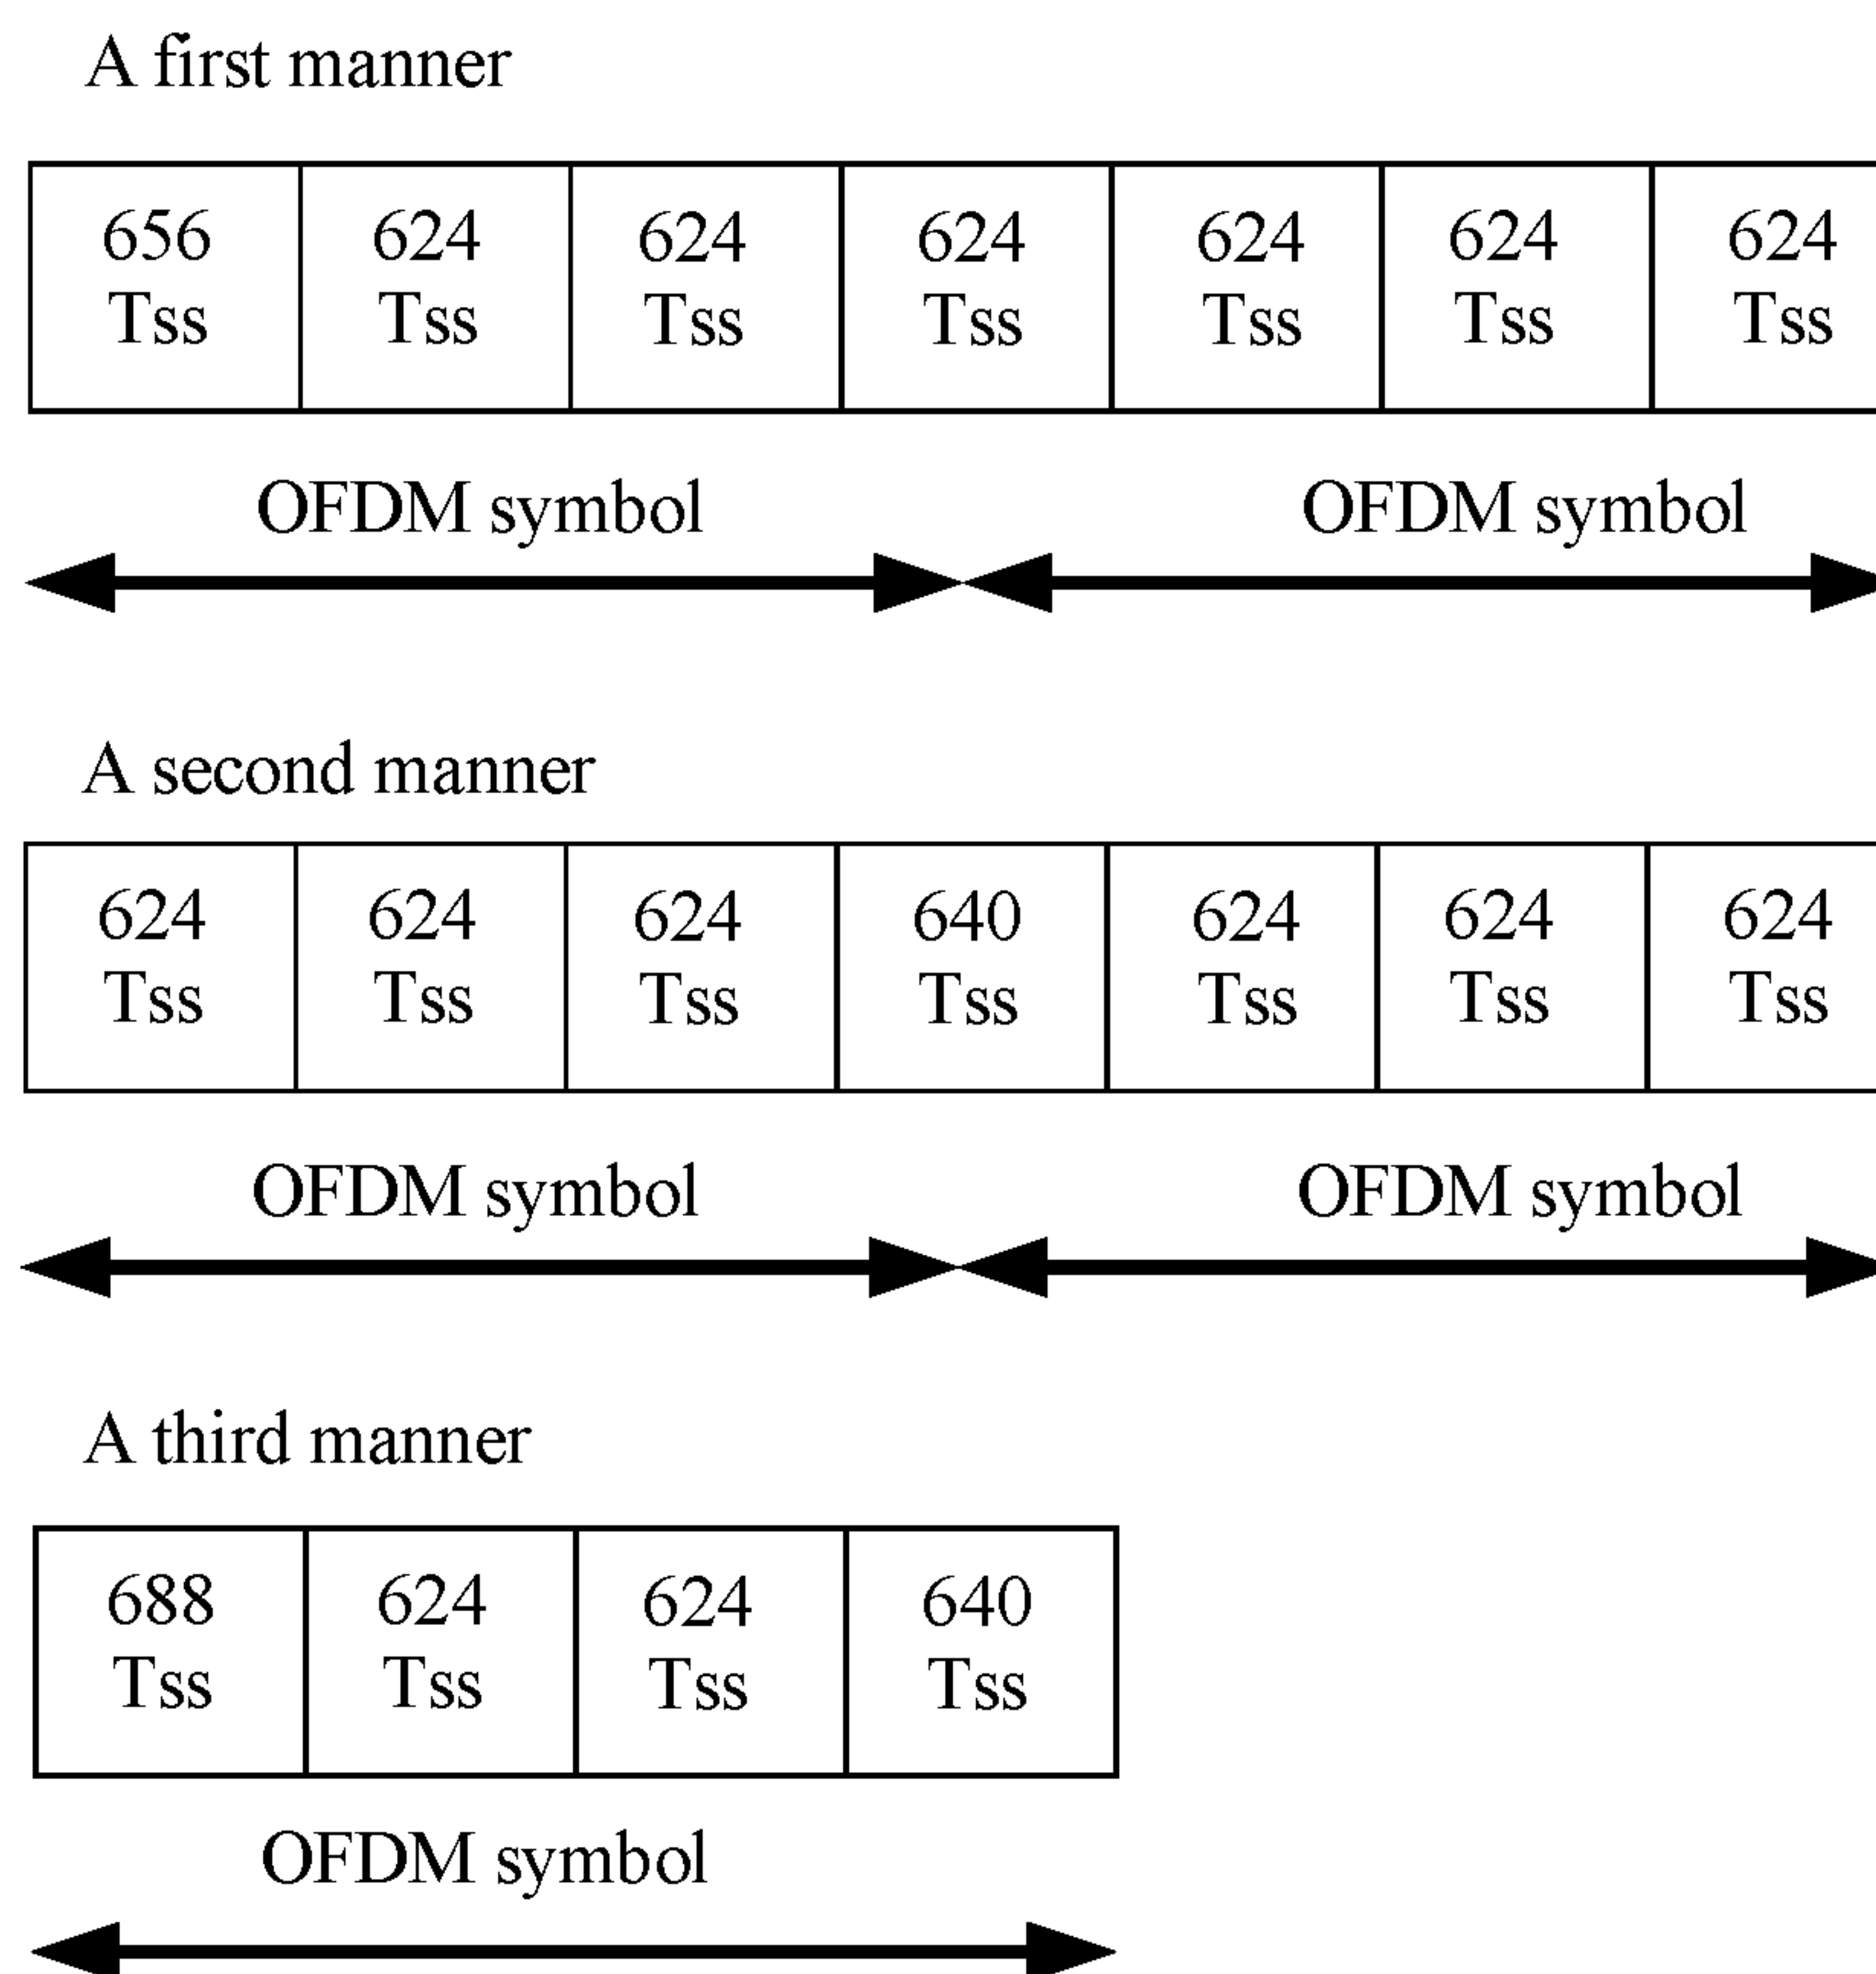 A first manner
656 624 624 624 624 624 624
Tss Tss Tss Tss Tss Tss Tss
OFDM symbol OFDM symbol
A second manner
624 624 624 640 624 624 624
Tss Tss Tss Tss Tss Tss Tss
OFDM symbol OFDM symbol
A third manner
688 624 624 640
Tss Tss Tss Tss
OFDM symbol